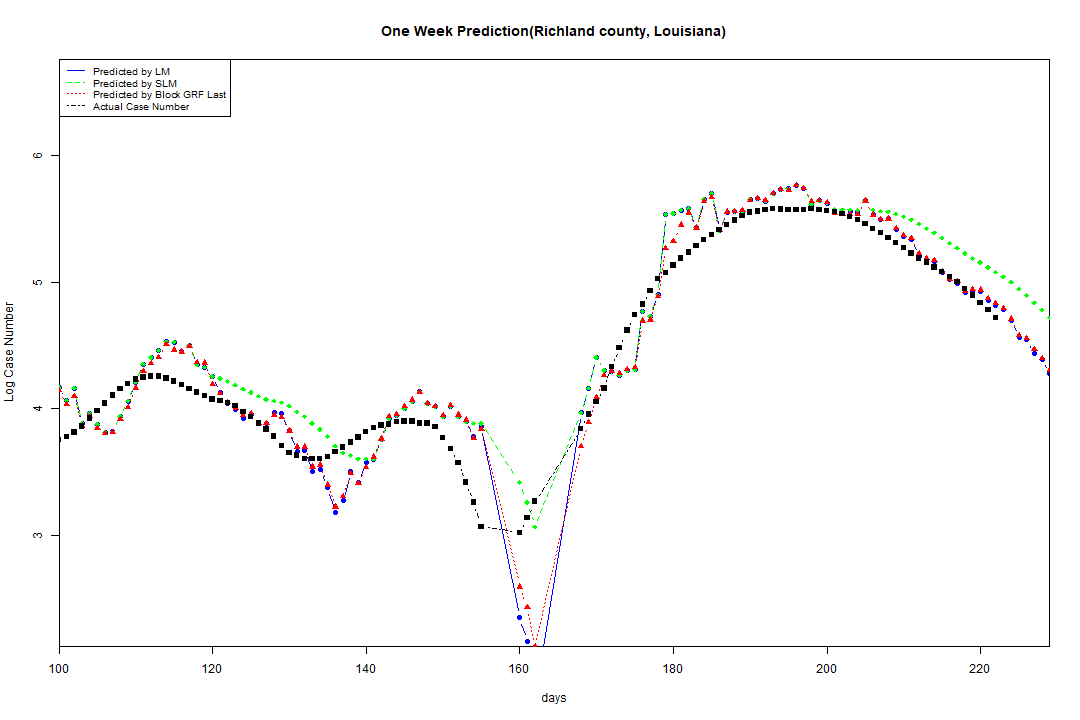 One Week Prediction(Richland county, Louisiana)
Predicted by LM
Predicted by SLM
Predicted by Block GRF Last
Actual Case Number
Log Case Number
6
5
4
3
100 120 140 160 180 200 220
days